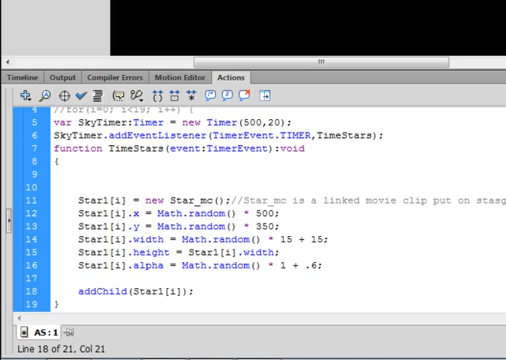 Timeline Output Compiler Errors Motion Editor Actions
4 //for(i=0; i<19; i++) {
5 var SkyTimer:Timer = new Timer(500,20);
6 SkyTimer.addEventListener(TimerEvent.TIMER,TimeStars);
7 function TimeStars(event:TimerEvent):void
8 {
9
10
11 Star1[i] = new Star_mc();//Star_mc is a linked movie clip put on stasg
12 Star1[i].x = Math.random() * 500;
13 Star1[i].y = Math.random() * 350;
14 Star1[i].width = Math.random() * 15 + 15;
15 Star1[i].height = Star1[i].width;
16 Star1[i].alpha = Math.random() * 1 + .6;
17
18 addChild(Star1[i]);
19 }
AS:1
Line 18 of 21, Col 21